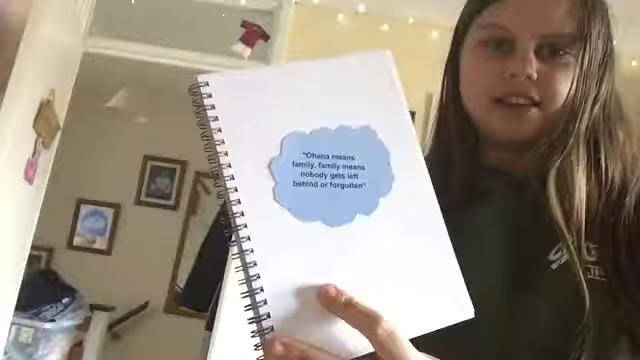 "Ohana means
family, family means
nobody gets left
behind or forgotten"